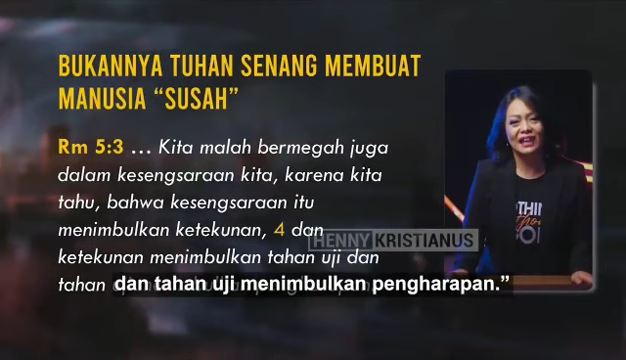 BUKANNYA TUHAN SENANG MEMBUAT
MANUSIA “SUSAH”
Rm 5:3 ... Kita malah bermegah juga
dalam kesengsaraan kita, karena kita
tahu, bahwa kesengsaraan itu
menimbulkan ketekunan, 4 dan
HENNY KRISTIANUS
ketekunan menimbulkan tahan uji dan
tahan
dan tahan uji menimbulkan pengharapan.”